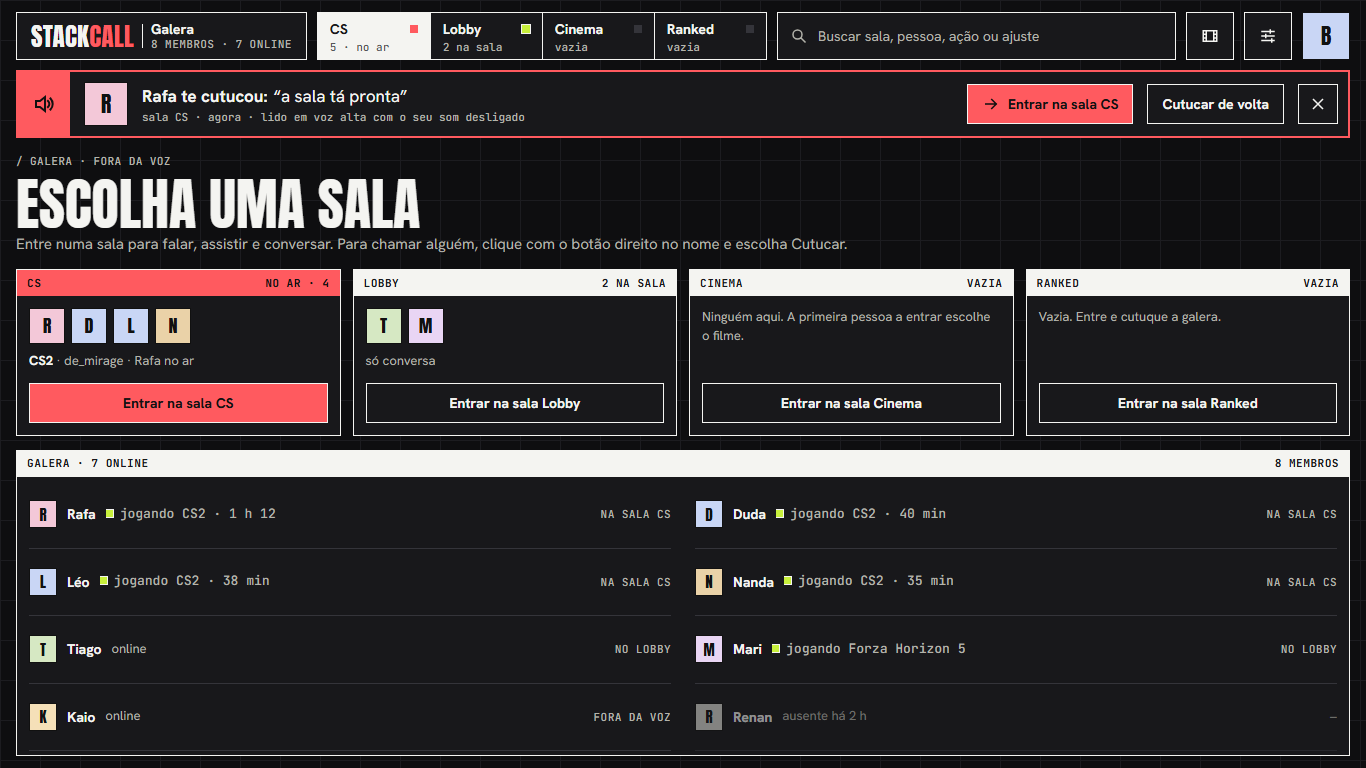 STACKCALL
Galera
8 MEMBROS · 7 ONLINE
CS
5 · no ar
Lobby
2 na sala
Cinema
vazia
Ranked
vazia
Buscar sala, pessoa, ação ou ajuste
B
R
Rafa te cutucou: “a sala tá pronta”
sala CS · agora · lido em voz alta com o seu som desligado
Entrar na sala CS
Cutucar de volta
/ GALERA · FORA DA VOZ
ESCOLHA UMA SALA
Entre numa sala para falar, assistir e conversar. Para chamar alguém, clique com o botão direito no nome e escolha Cutucar.
CS NO AR · 4
R D L N
CS2 · de_mirage · Rafa no ar
Entrar na sala CS
LOBBY 2 NA SALA
T M
só conversa
Entrar na sala Lobby
CINEMA VAZIA
Ninguém aqui. A primeira pessoa a entrar escolhe
o filme.
Entrar na sala Cinema
RANKED VAZIA
Vazia. Entre e cutuque a galera.
Entrar na sala Ranked
GALERA · 7 ONLINE 8 MEMBROS
R Rafa jogando CS2 · 1 h 12 NA SALA CS
D Duda jogando CS2 · 40 min NA SALA CS
L Léo jogando CS2 · 38 min NA SALA CS
N Nanda jogando CS2 · 35 min NA SALA CS
T Tiago online NO LOBBY
M Mari jogando Forza Horizon 5 NO LOBBY
K Kaio online FORA DA VOZ
R Renan ausente há 2 h —